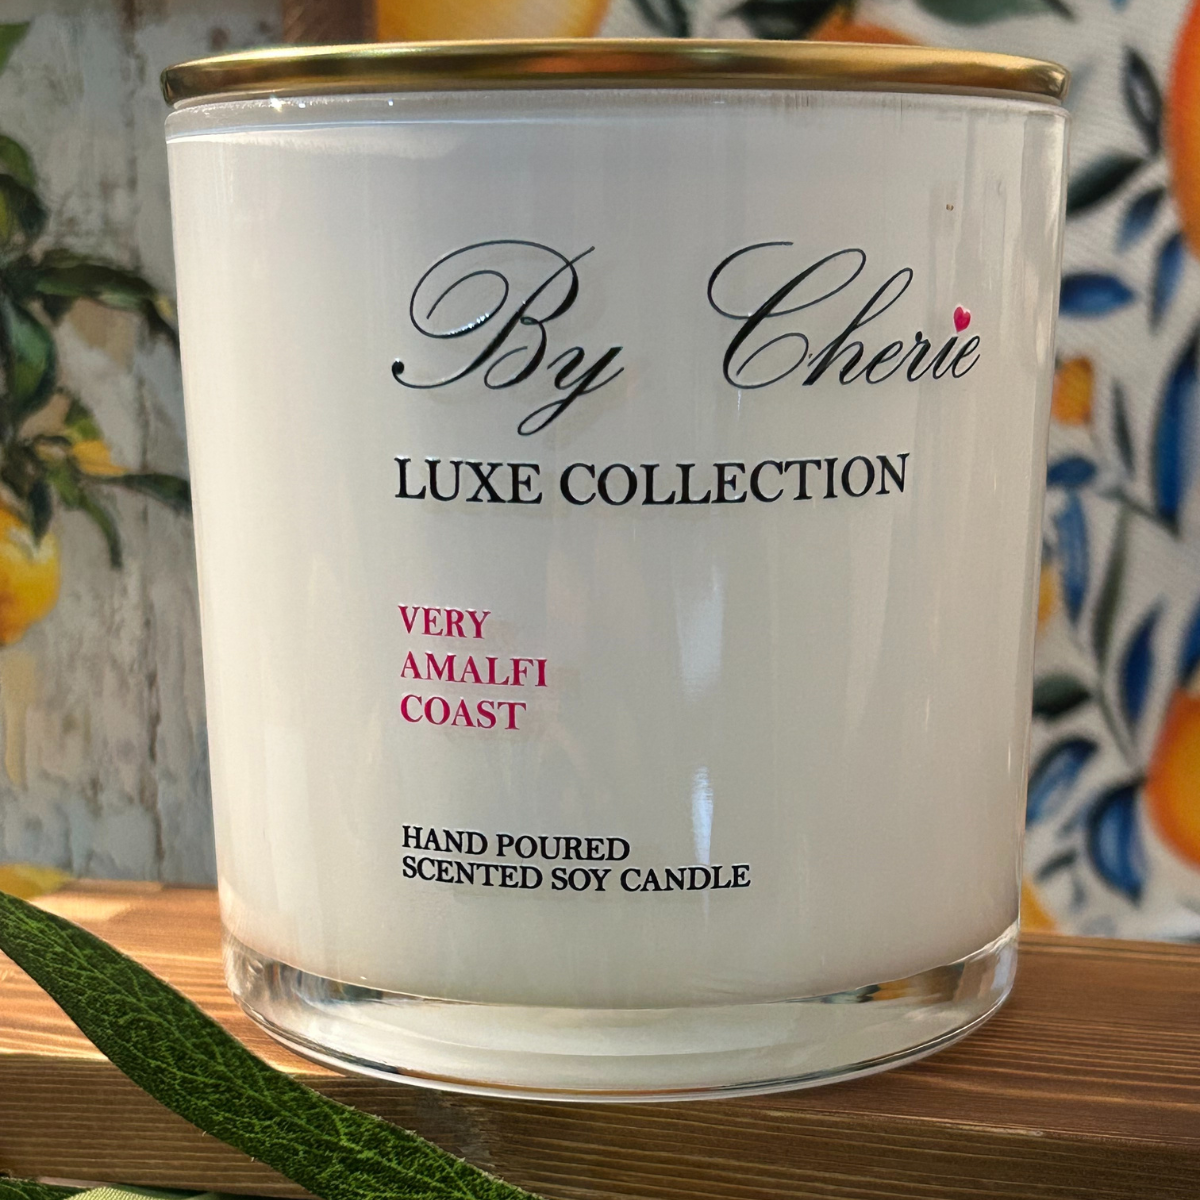 By Cherie
LUXE COLLECTION
VERY
AMALFI
COAST
HAND POURED
SCENTED SOY CANDLE